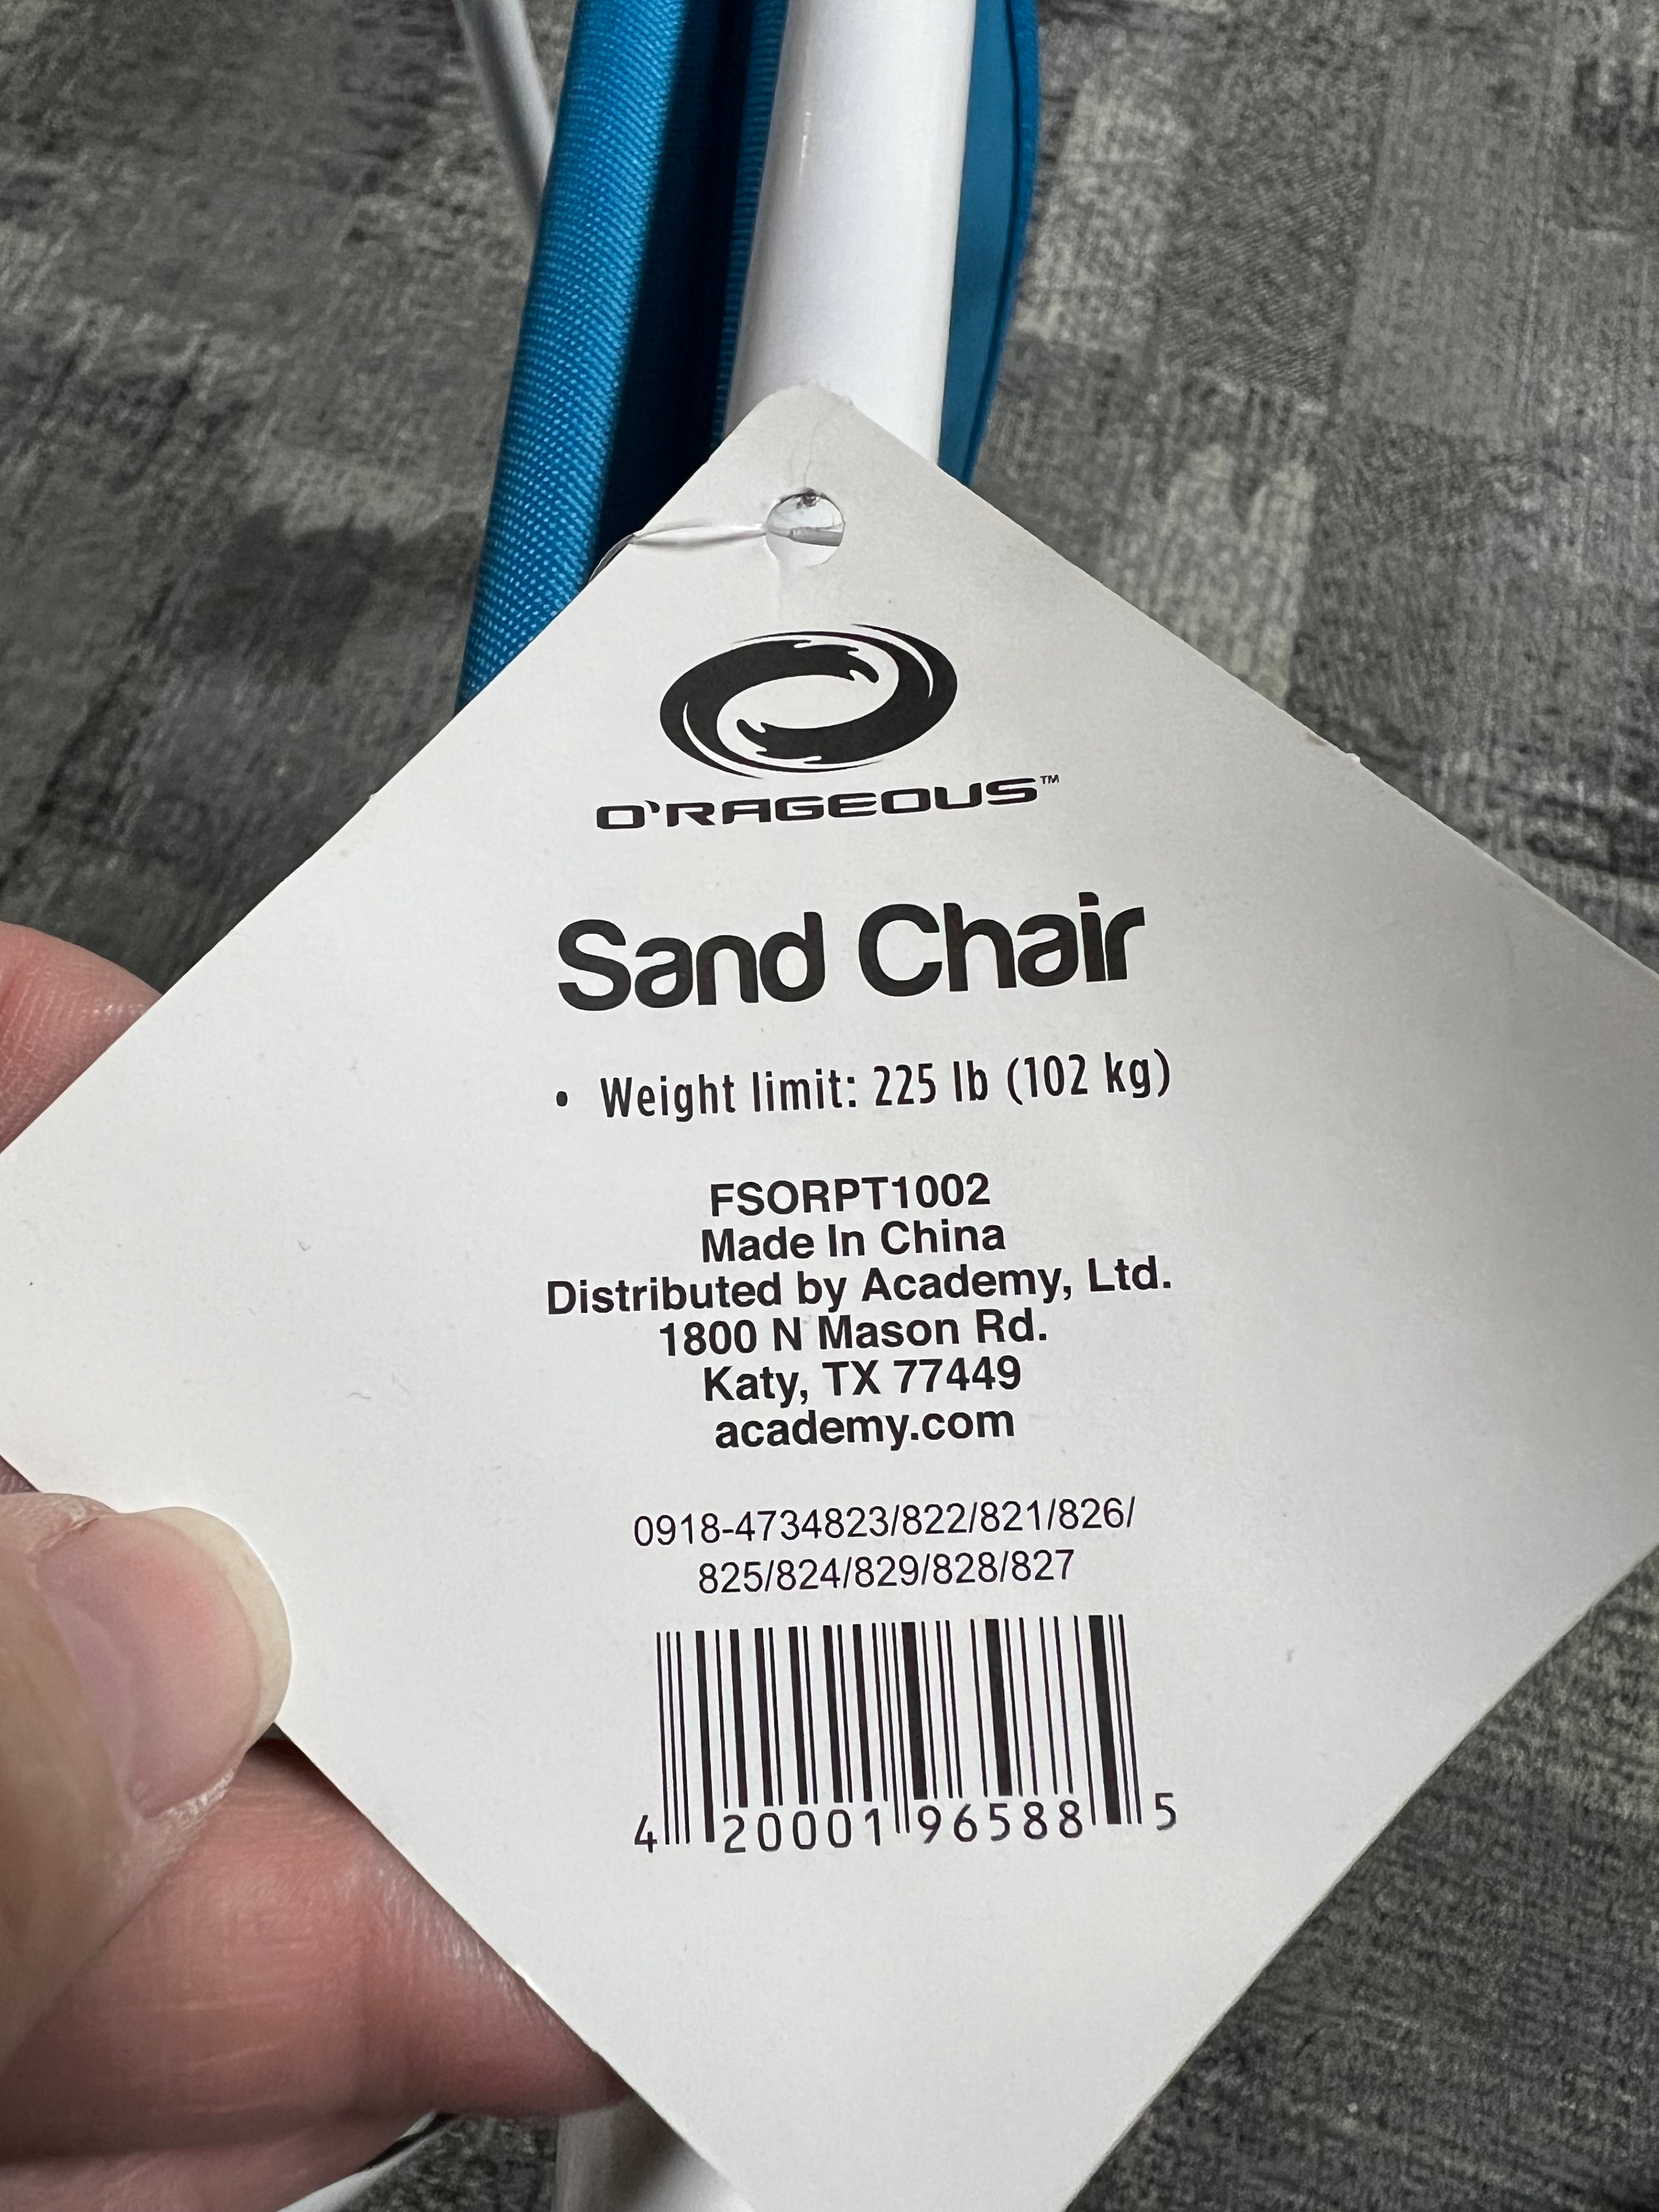 O'RAGEOUS™
Sand Chair
• Weight limit: 225 lb (102 kg)
FSORPT1002
Made In China
Distributed by Academy, Ltd.
1800 N Mason Rd.
Katy, TX 77449
academy.com
0918-4734823/822/821/826/
825/824/829/828/827
4 20001 96588 5